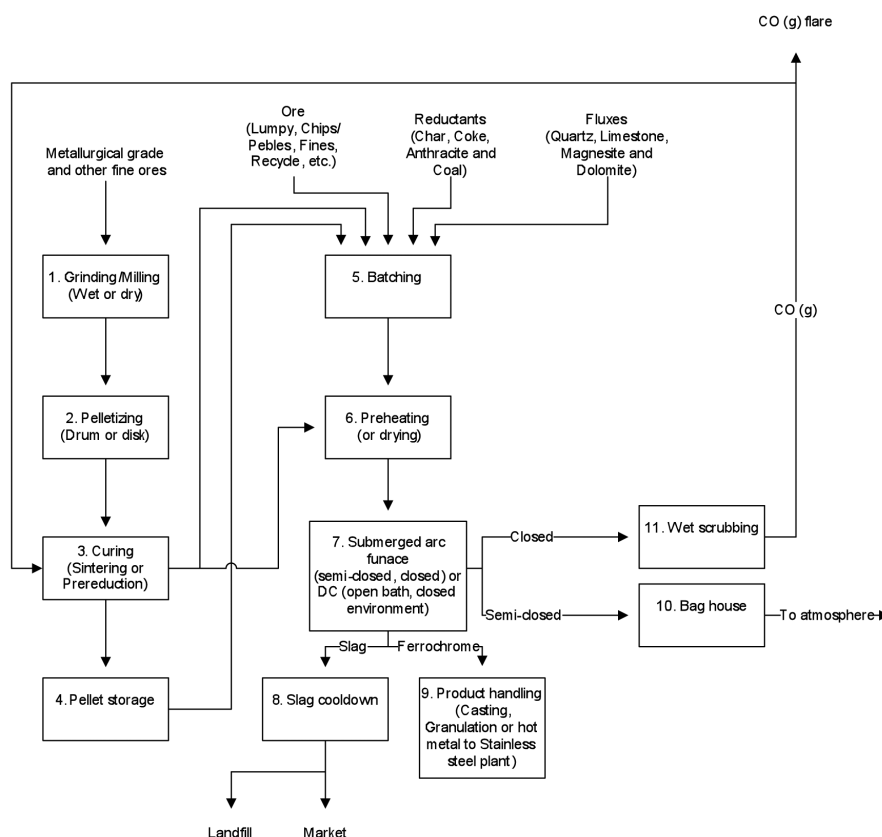 CO (g) flare
Ore
(Lumpy, Chips/
Pebles, Fines,
Recycle, etc.)
Reductants
(Char, Coke,
Anthracite and
Coal)
Fluxes
(Quartz, Limestone,
Magnesite and
Dolomite)
Metallurgical grade
and other fine ores
1. Grinding/Milling
(Wet or dry)
5. Batching
CO (g)
2. Pelletizing
(Drum or disk)
6. Preheating
(or drying)
3. Curing
(Sintering or
Prereduction)
7. Submerged arc
funace
(semi-closed, closed) or
DC (open bath, closed
environment)
Closed
11. Wet scrubbing
Semi-closed
10. Bag house
To atmosphere
Slag
Ferrochrome
4. Pellet storage
8. Slag cooldown
9. Product handling
(Casting,
Granulation or hot
metal to Stainless
steel plant)
Landfill
Market